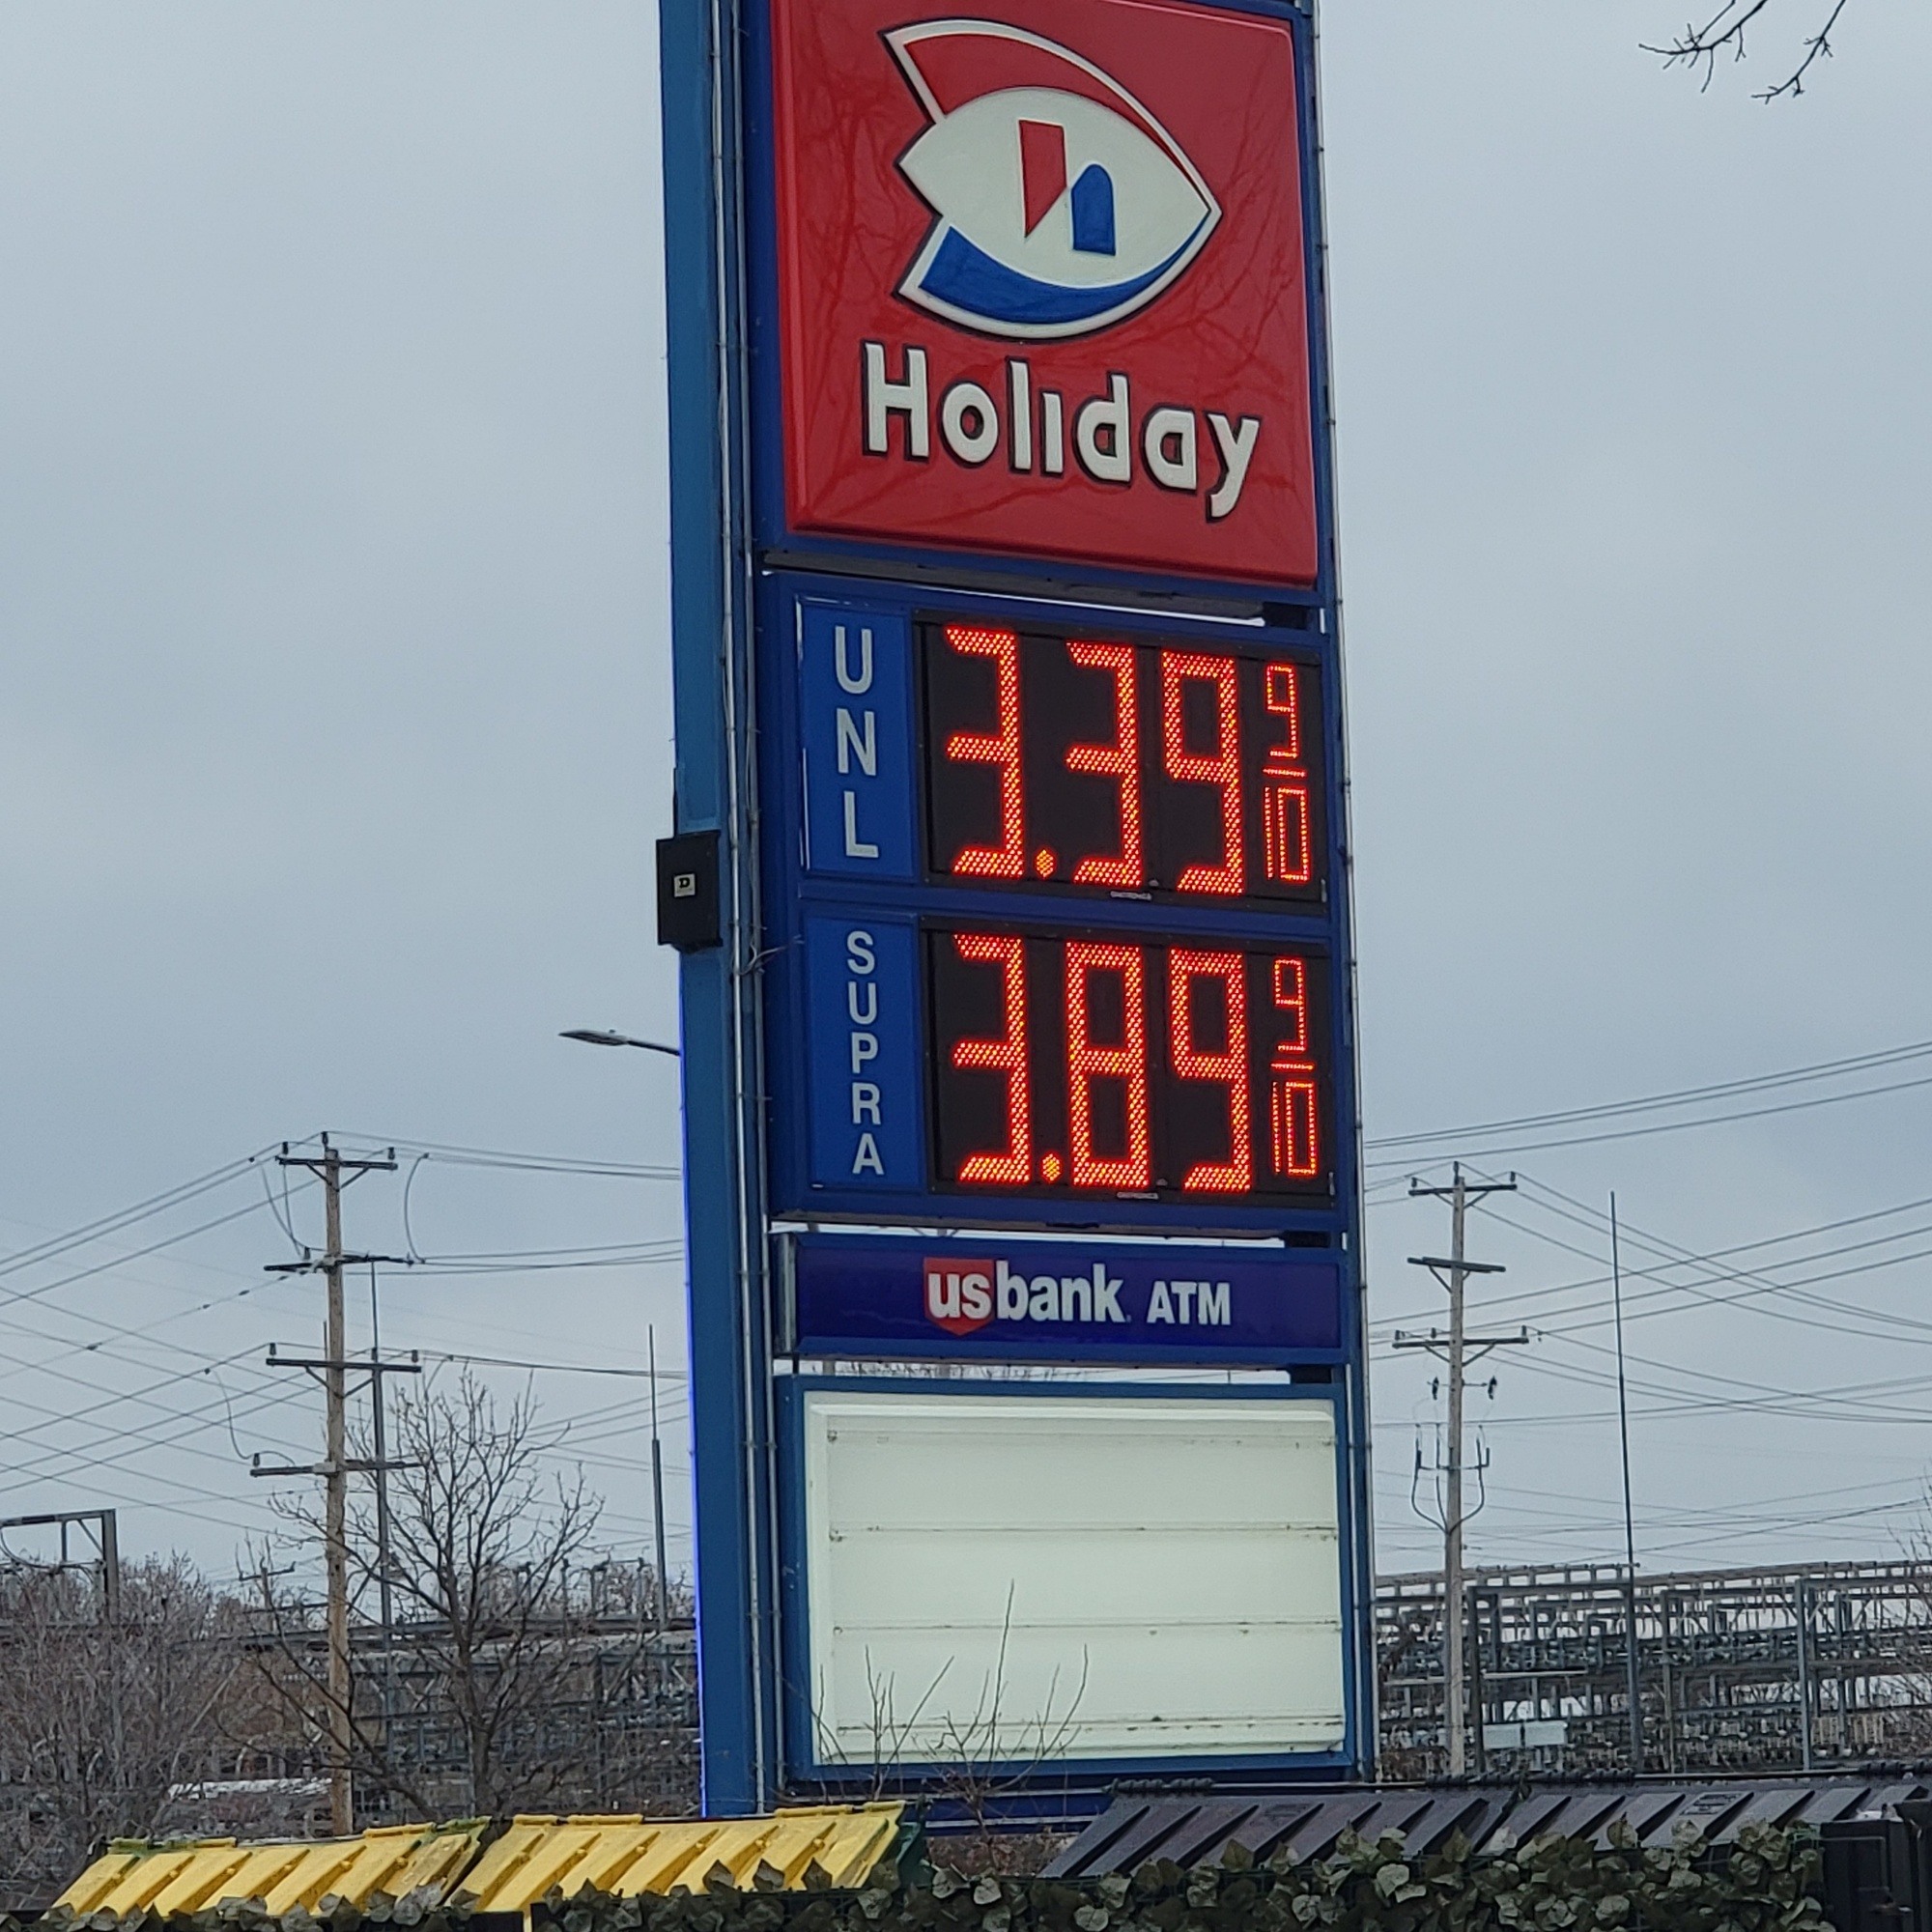 h
Holiday
UNL
3.39 9/10
SUPRA
3.89 9/10
D
usbank ATM